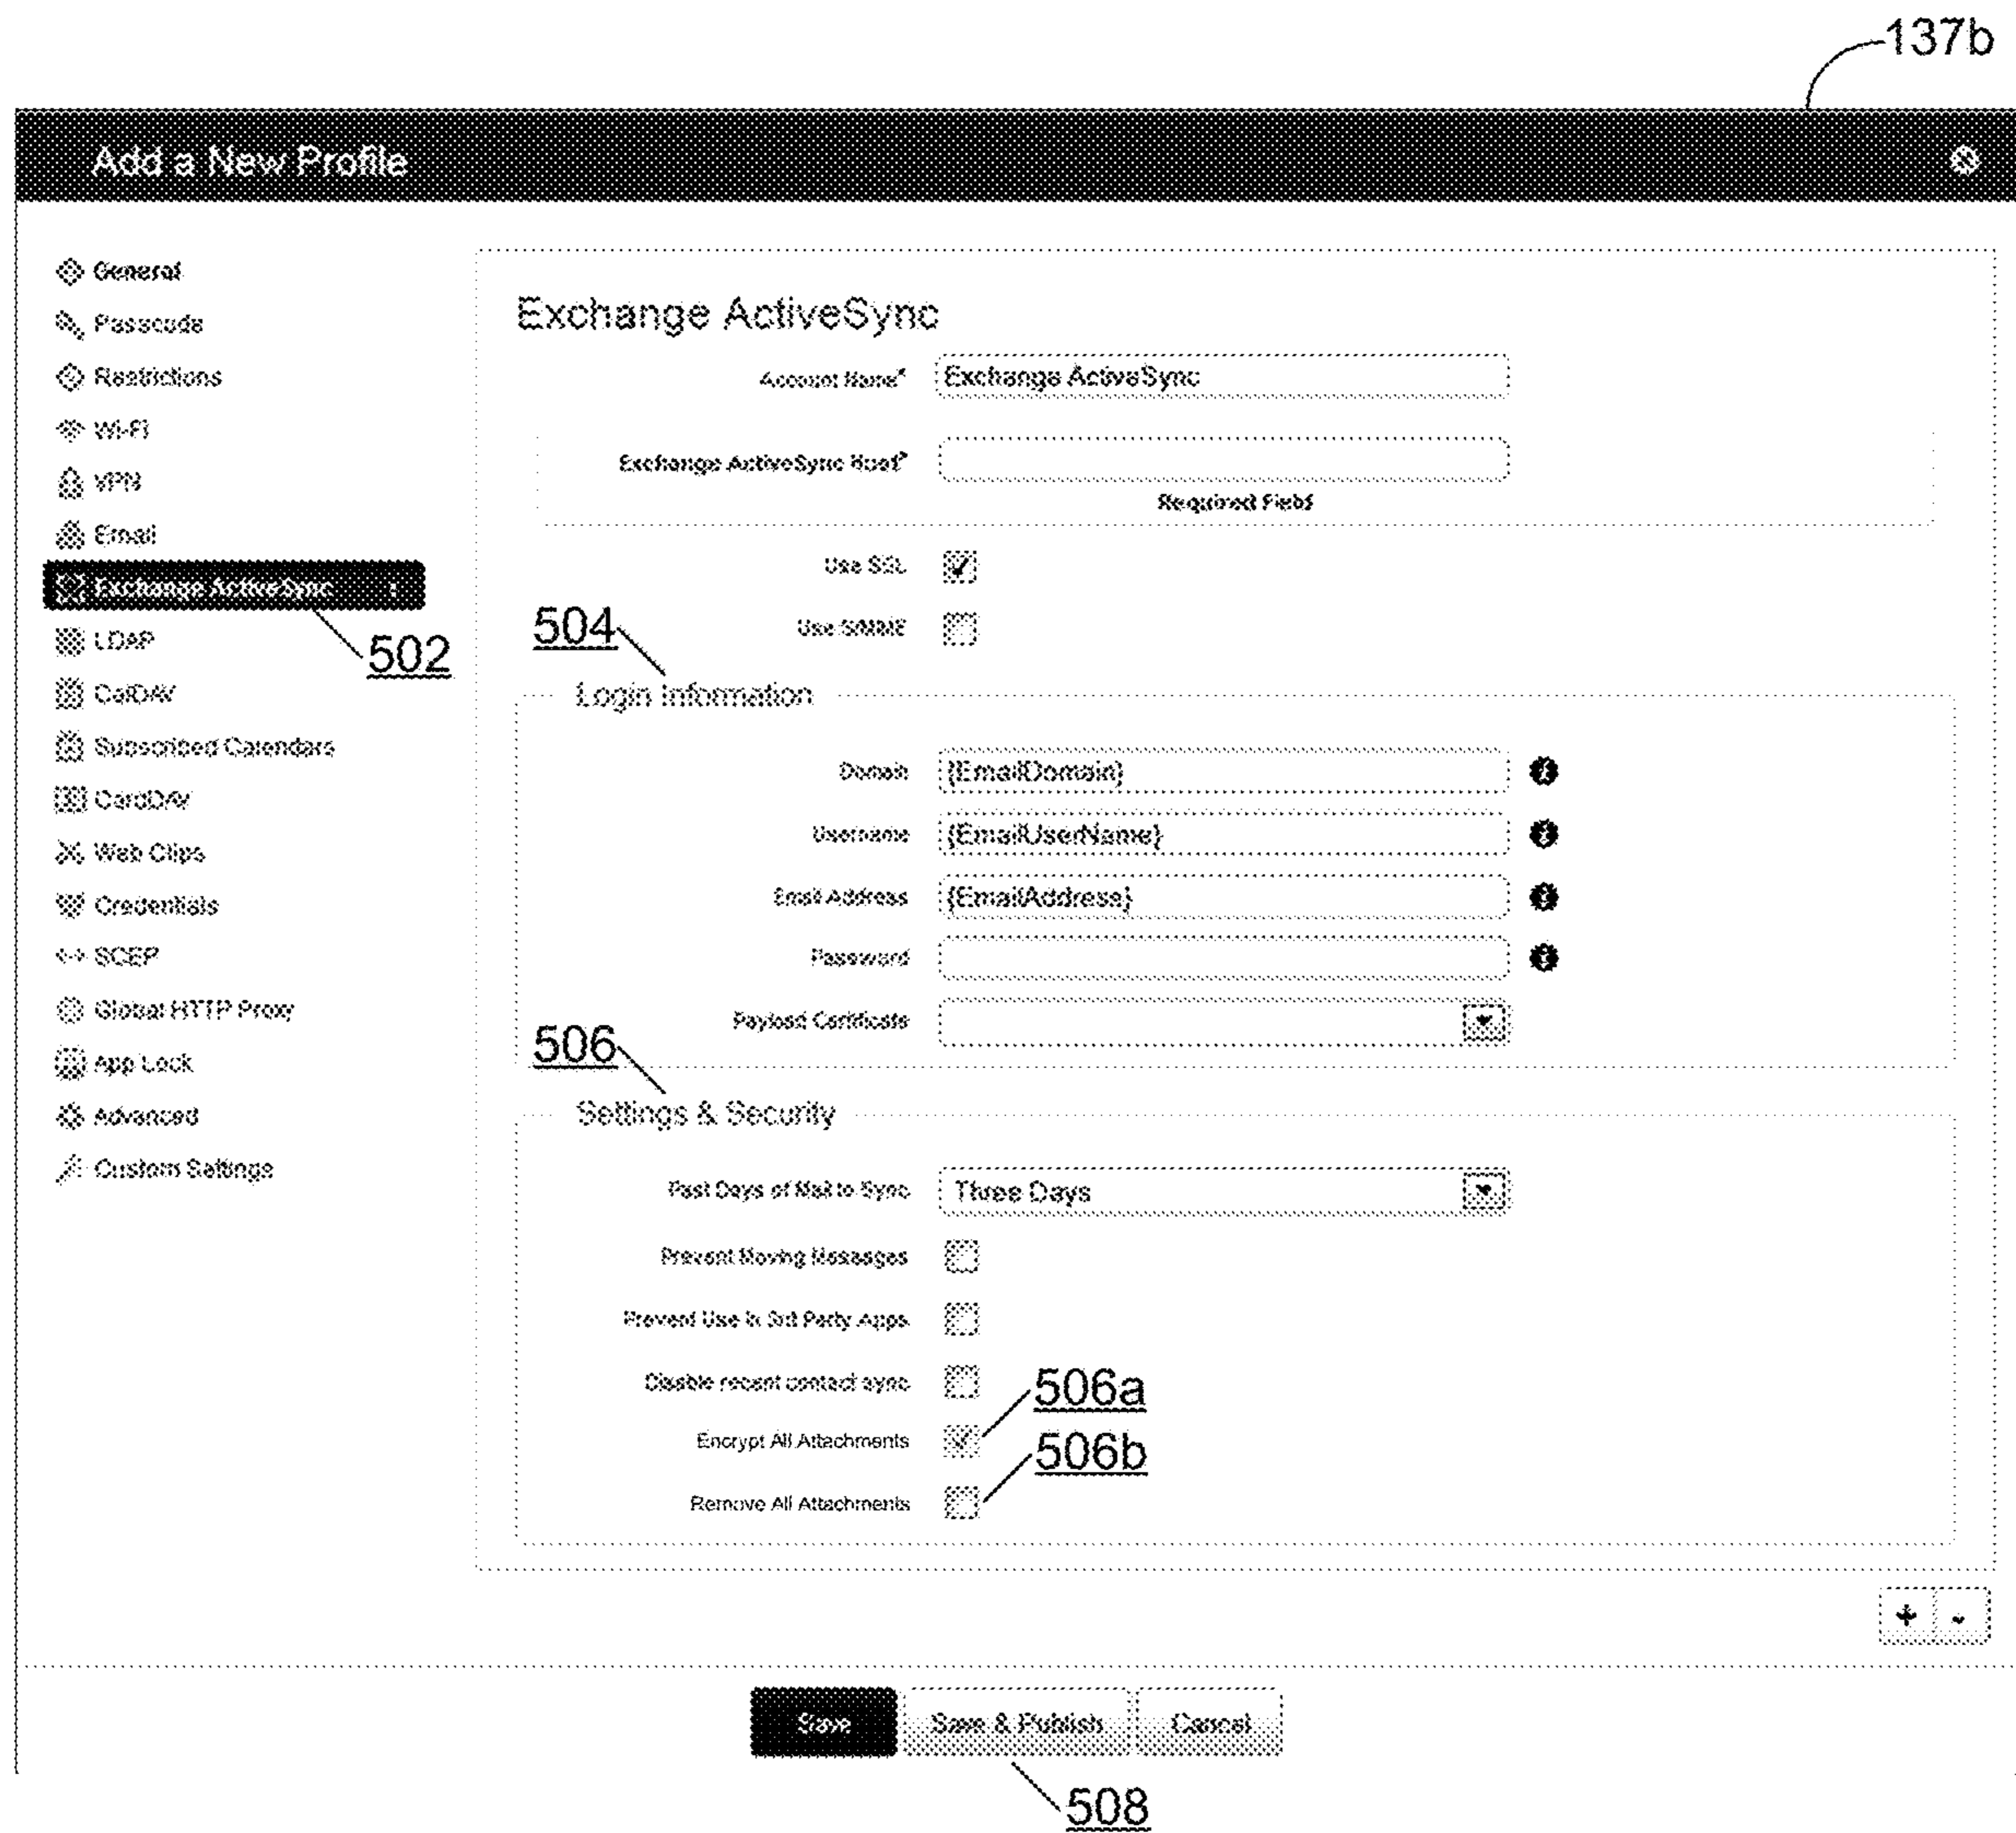 137b
Add a New Profile
General
Passcode
Restrictions
Wi-Fi
VPN
Email
Exchange ActiveSync
502
LDAP
CalDAV
Subscribed Calendars
CardDAV
Web Clips
Credentials
SCEP
Global HTTP Proxy
App Lock
Advanced
Custom Settings
Exchange ActiveSync
Account Name* Exchange ActiveSync
Exchange ActiveSync Host*
Required Field
Use SSL
Use S/MIME
504
Login Information
Domain {EmailDomain}
Username {EmailUserName}
Email Address {EmailAddress}
Password
Payload Certificate
506
Settings & Security
Past Days of Mail to Sync Three Days
Prevent Moving Messages
Prevent Use in 3rd Party Apps
Disable recent contact sync
Encrypt All Attachments 506a
Remove All Attachments 506b
+ -
Save Save & Publish Cancel
508